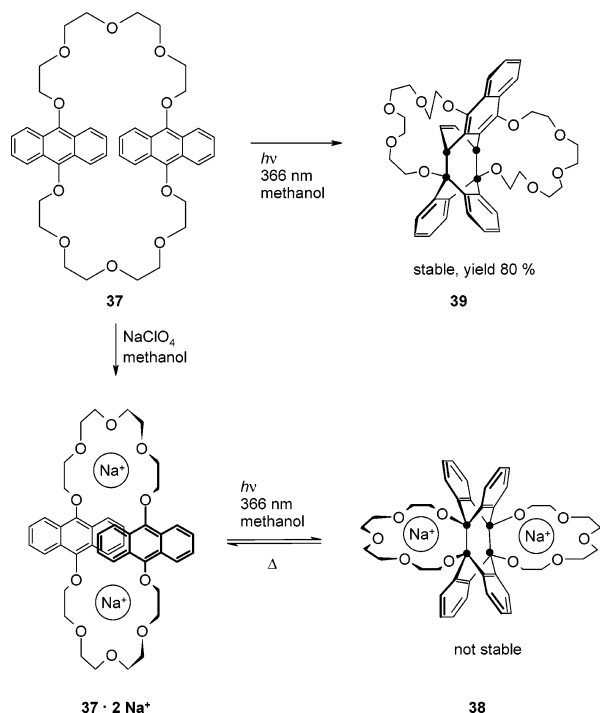 O O O O O O O O O O
hν
366 nm
methanol
O O O O O O O O O O
stable, yield 80 %
37
39
NaClO₄
methanol
O O O O O O O O O O
Na⁺
Na⁺
hν
366 nm
methanol
Δ
O O O O O O O O O O
Na⁺
Na⁺
not stable
37 · 2 Na⁺
38